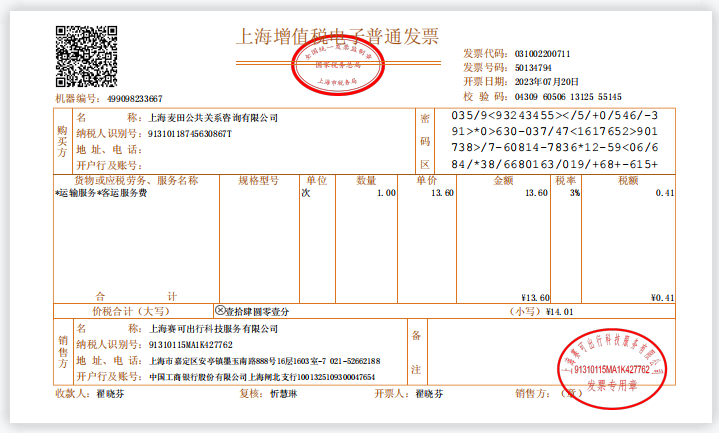 上海增值税电子普通发票
全国统一发票监制章
国家税务总局
上海市税务局
发票代码：031002200711
发票号码：50134794
开票日期：2023年07月20日
校 验 码：04309 60506 13125 55145
机器编号：499098233667
购买方
名 称：上海麦田公共关系咨询有限公司
纳税人识别号：91310118745630867T
地 址、电 话：
开户行及账号：
密码区
035/9<93243455></5/+0/546/-3
91>*0>630-037/47<1617652>901
738>/7-60814-7836*12-59<06/6
84/*38/6680163/019/+68+-615+
货物或应税劳务、服务名称 规格型号 单位 数量 单价 金额 税率 税额
*运输服务*客运服务费 次 1.00 13.60 13.60 3% 0.41
合 计 ¥13.60 ¥0.41
价税合计（大写） ⊗壹拾肆圆零壹分 （小写）¥14.01
销售方
名 称：上海赛可出行科技服务有限公司
纳税人识别号：91310115MA1K427762
地 址、电 话：上海市嘉定区安亭镇墨玉南路888号16层1603室-7 021-52662188
开户行及账号：中国工商银行股份有限公司上海闸北支行1001325109300047654
备注
上海赛可出行科技服务有限公司
91310115MA1K427762
发票专用章
收款人：翟晓芬 复核：忻慧琳 开票人：翟晓芬 销售方：（章）